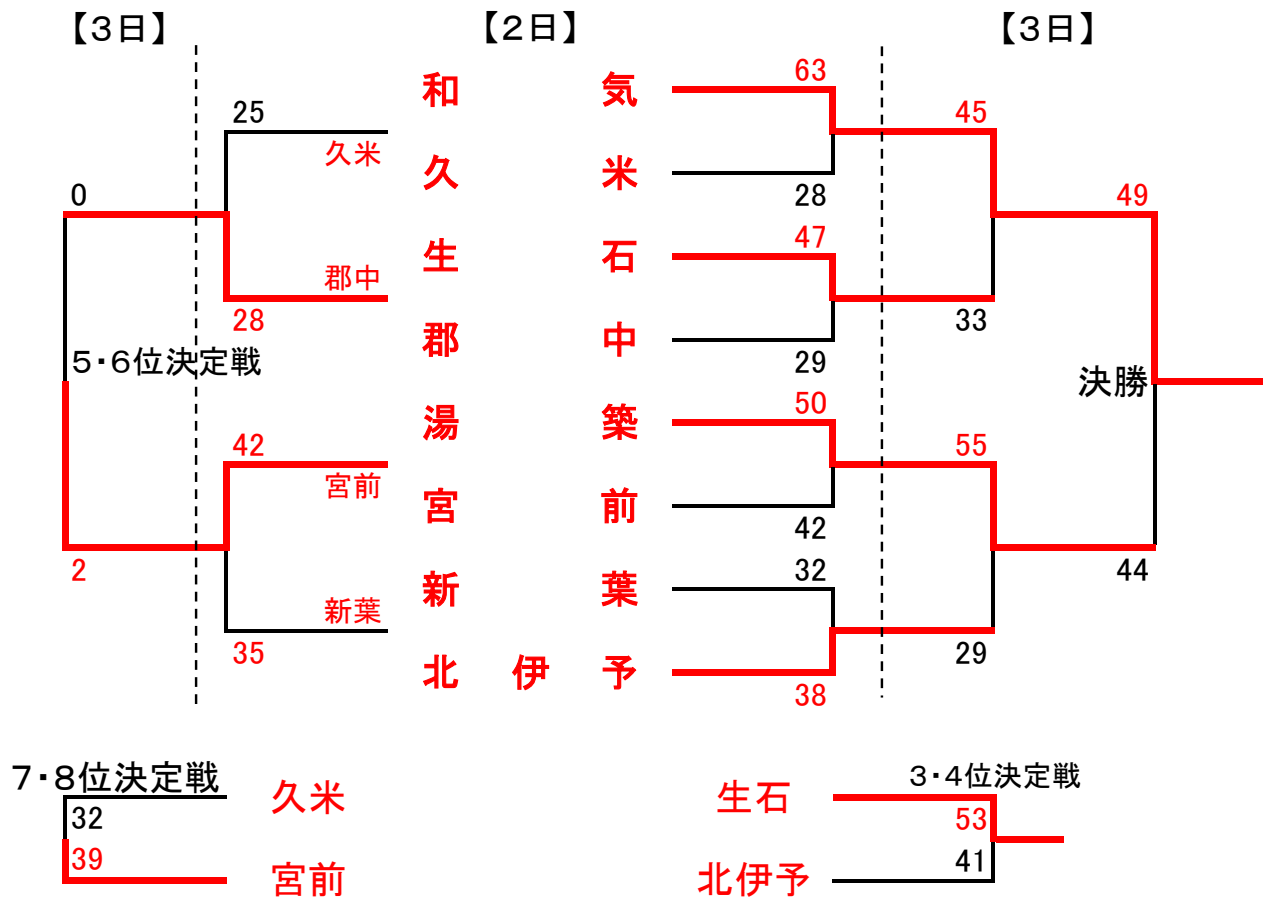 【3日】 【2日】 【3日】
和気 63
25 45
久米
久米 28
0 49
生石 47
郡中
28 33
郡中 29
5・6位決定戦 決勝
湯築 50
42 55
宮前
宮前 42
2 新葉 32 44
新葉
35 29
北伊予 38
7・8位決定戦 3・4位決定戦
久米 生石
32 53
39 41
宮前 北伊予